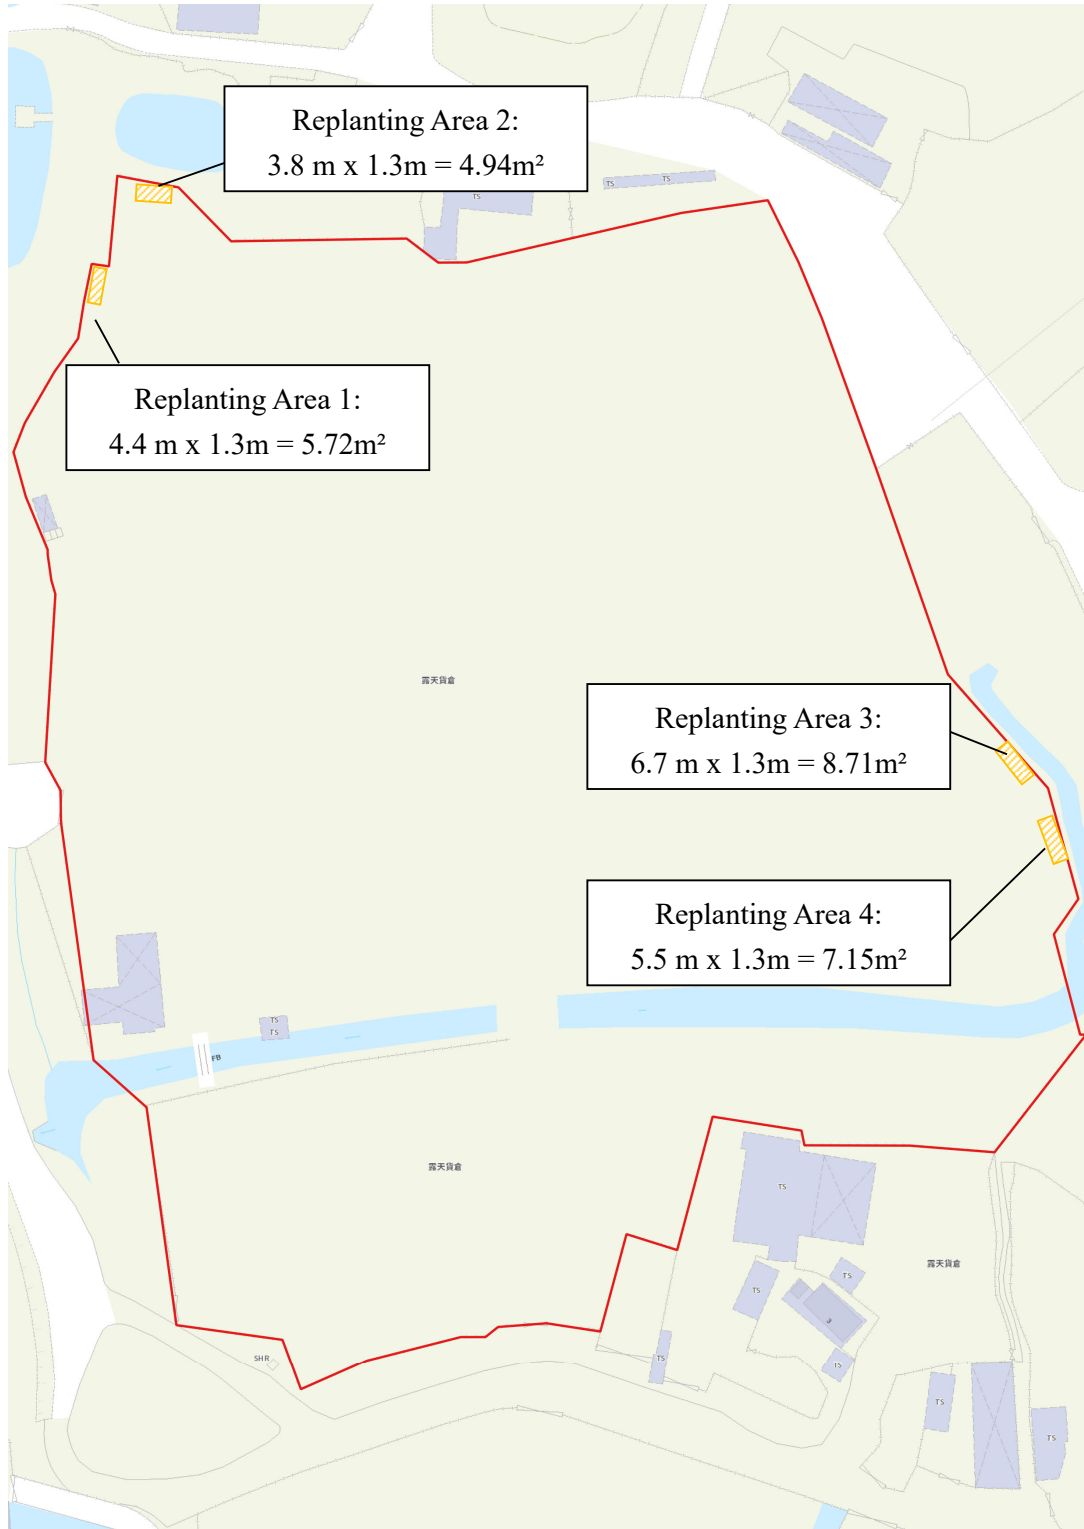 Replanting Area 2:
3.8 m x 1.3m = 4.94m²
TS
TS
TS
Replanting Area 1:
4.4 m x 1.3m = 5.72m²
露天貨倉
Replanting Area 3:
6.7 m x 1.3m = 8.71m²
Replanting Area 4:
5.5 m x 1.3m = 7.15m²
TS
TS
FB
露天貨倉
TS
露天貨倉
TS
TS
3
SHR
TS
TS
TS
TS